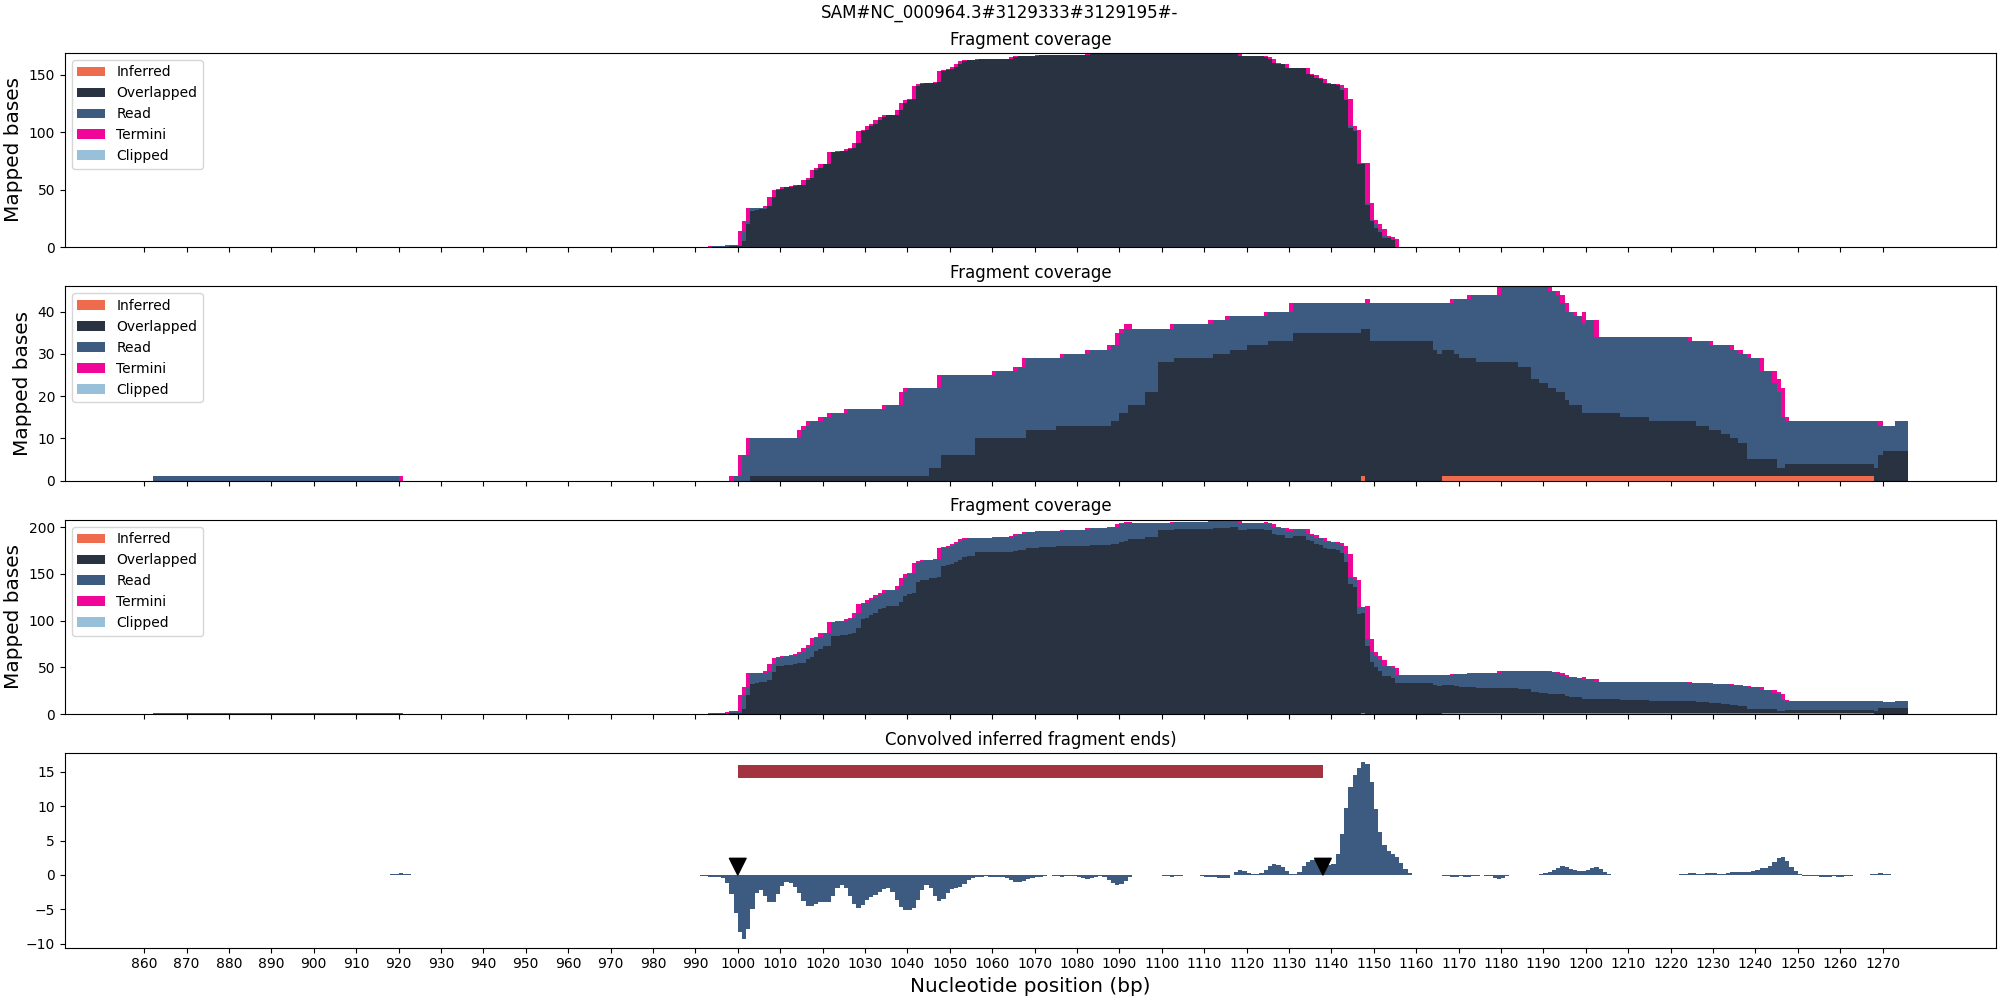 SAM#NC_000964.3#3129333#3129195#-
Fragment coverage
Mapped bases
150
100
50
0
Inferred
Overlapped
Read
Termini
Clipped
Fragment coverage
Mapped bases
40
30
20
10
0
Inferred
Overlapped
Read
Termini
Clipped
Fragment coverage
Mapped bases
200
150
100
50
0
Inferred
Overlapped
Read
Termini
Clipped
Convolved inferred fragment ends)
15
10
5
0
−5
−10
860 870 880 890 900 910 920 930 940 950 960 970 980 990 1000 1010 1020 1030 1040 1050 1060 1070 1080 1090 1100 1110 1120 1130 1140 1150 1160 1170 1180 1190 1200 1210 1220 1230 1240 1250 1260 1270
Nucleotide position (bp)